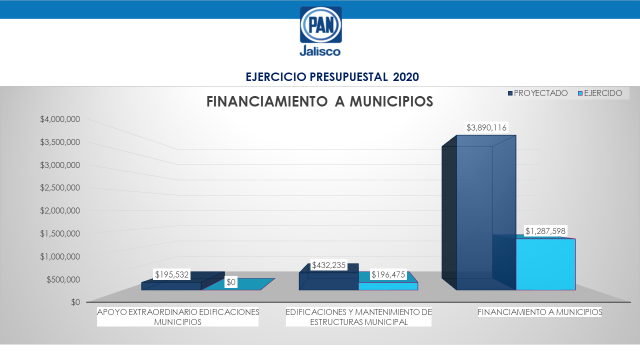 PAN
Jalisco
EJERCICIO PRESUPUESTAL 2020
FINANCIAMIENTO A MUNICIPIOS
PROYECTADO EJERCIDO
$4,000,000
$3,500,000
$3,000,000
$2,500,000
$2,000,000
$1,500,000
$1,000,000
$500,000
$0
$195,532
$0
$432,235
$196,475
$3,890,116
$1,287,598
APOYO EXTRAORDINARIO EDIFICACIONES
MUNICIPIOS
EDIFICACIONES Y MANTENIMIENTO DE
ESTRUCTURAS MUNICIPAL
FINANCIAMIENTO A MUNICIPIOS